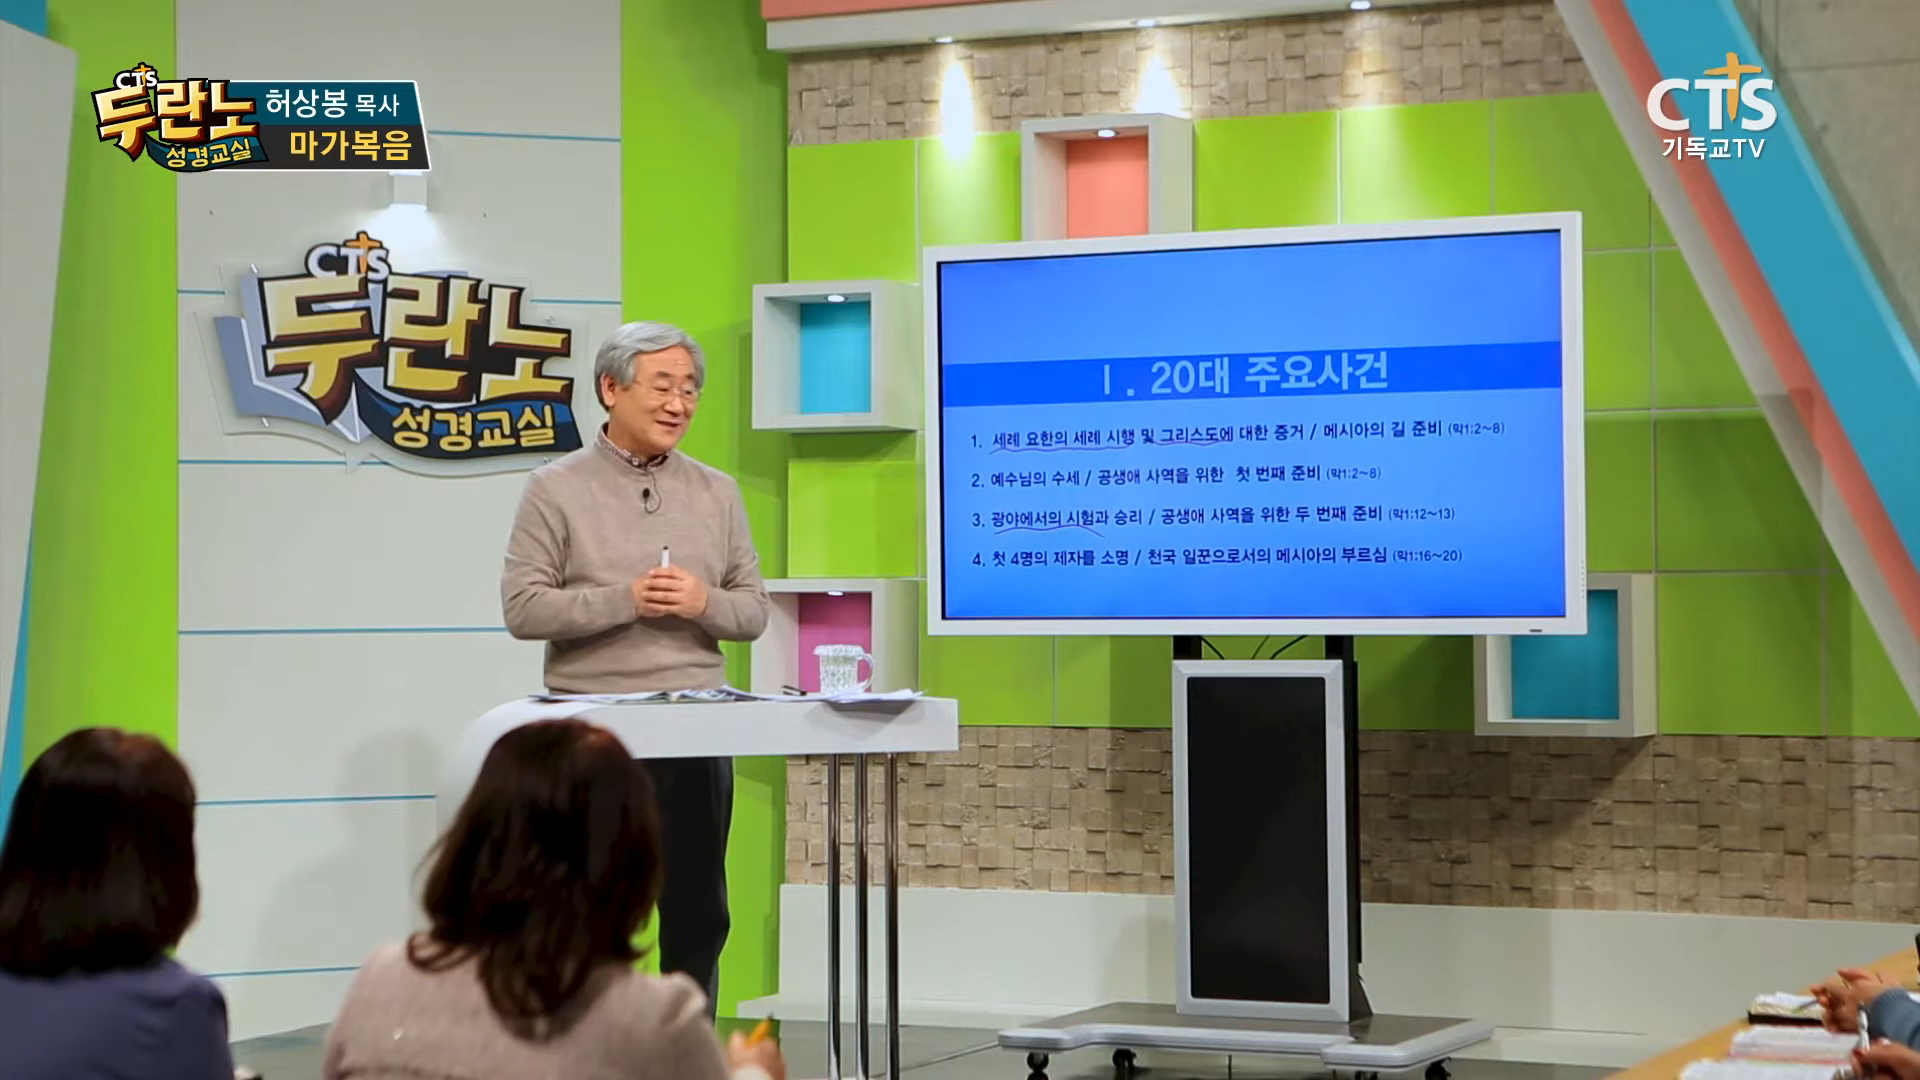 CTS
두란노
성경교실
허상봉 목사
마가복음
CTS
기독교TV
CTS
두란노
성경교실
Ⅰ. 20대 주요사건
1. 세례 요한의 세례 시행 및 그리스도에 대한 증거 / 메시아의 길 준비 (막1:2~8)
2. 예수님의 수세 / 공생애 사역을 위한 첫 번째 준비 (막1:2~8)
3. 광야에서의 시험과 승리 / 공생애 사역을 위한 두 번째 준비 (막1:12~13)
4. 첫 4명의 제자를 소명 / 천국 일꾼으로서의 메시아의 부르심 (막1:16~20)